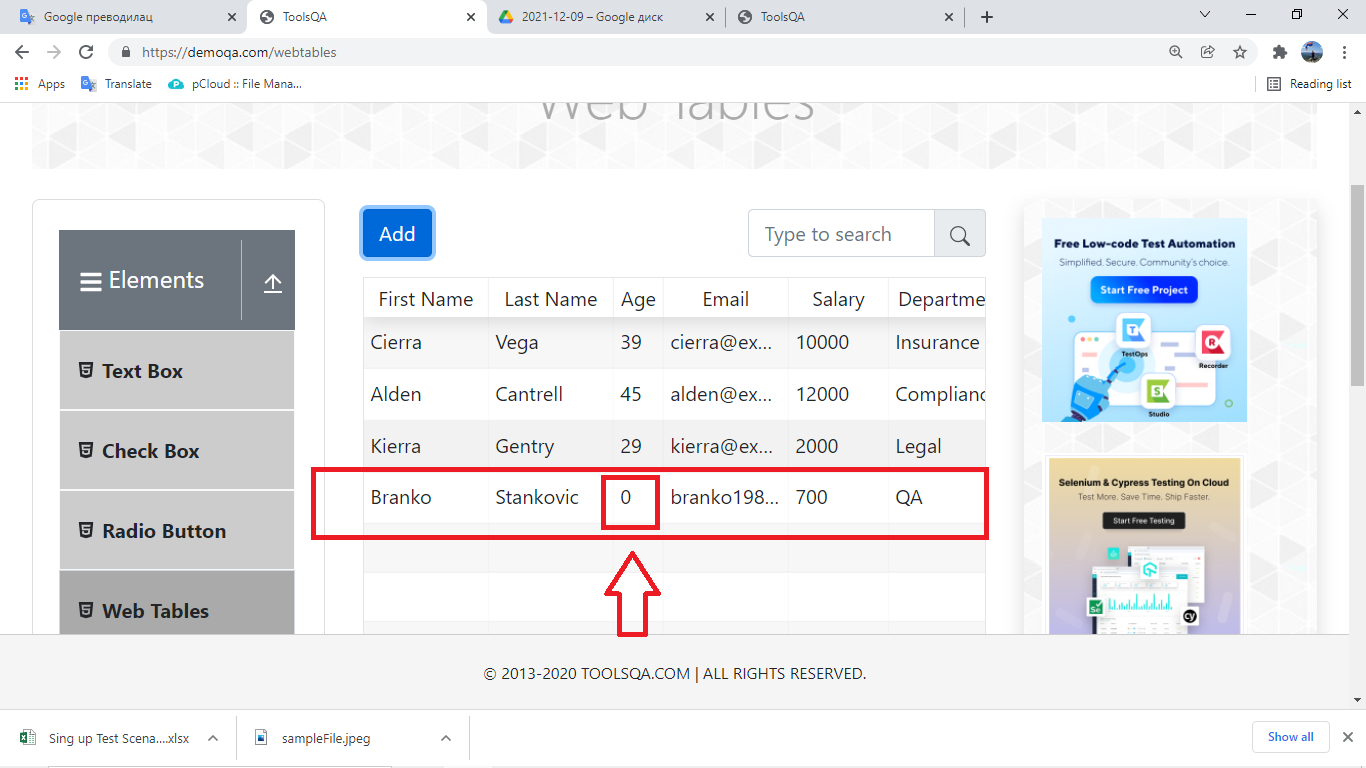 Google преводилац
ToolsQA
2021-12-09 – Google диск
ToolsQA
https://demoqa.com/webtables
Apps
Translate
pCloud :: File Mana...
Reading list
Web Tables
Elements
Text Box
Check Box
Radio Button
Web Tables
Add
Type to search
First Name Last Name Age Email Salary Departme
Cierra Vega 39 cierra@ex... 10000 Insurance
Alden Cantrell 45 alden@ex... 12000 Complianc
Kierra Gentry 29 kierra@ex... 2000 Legal
Branko Stankovic 0 branko198... 700 QA
Free Low-code Test Automation
Simplified. Secure. Community's choice.
Start Free Project
TestOps
Recorder
Studio
Selenium & Cypress Testing On Cloud
Test More. Save Time. Ship Faster.
Start Free Testing
Se
cy
© 2013-2020 TOOLSQA.COM | ALL RIGHTS RESERVED.
Sing up Test Scena....xlsx
sampleFile.jpeg
Show all